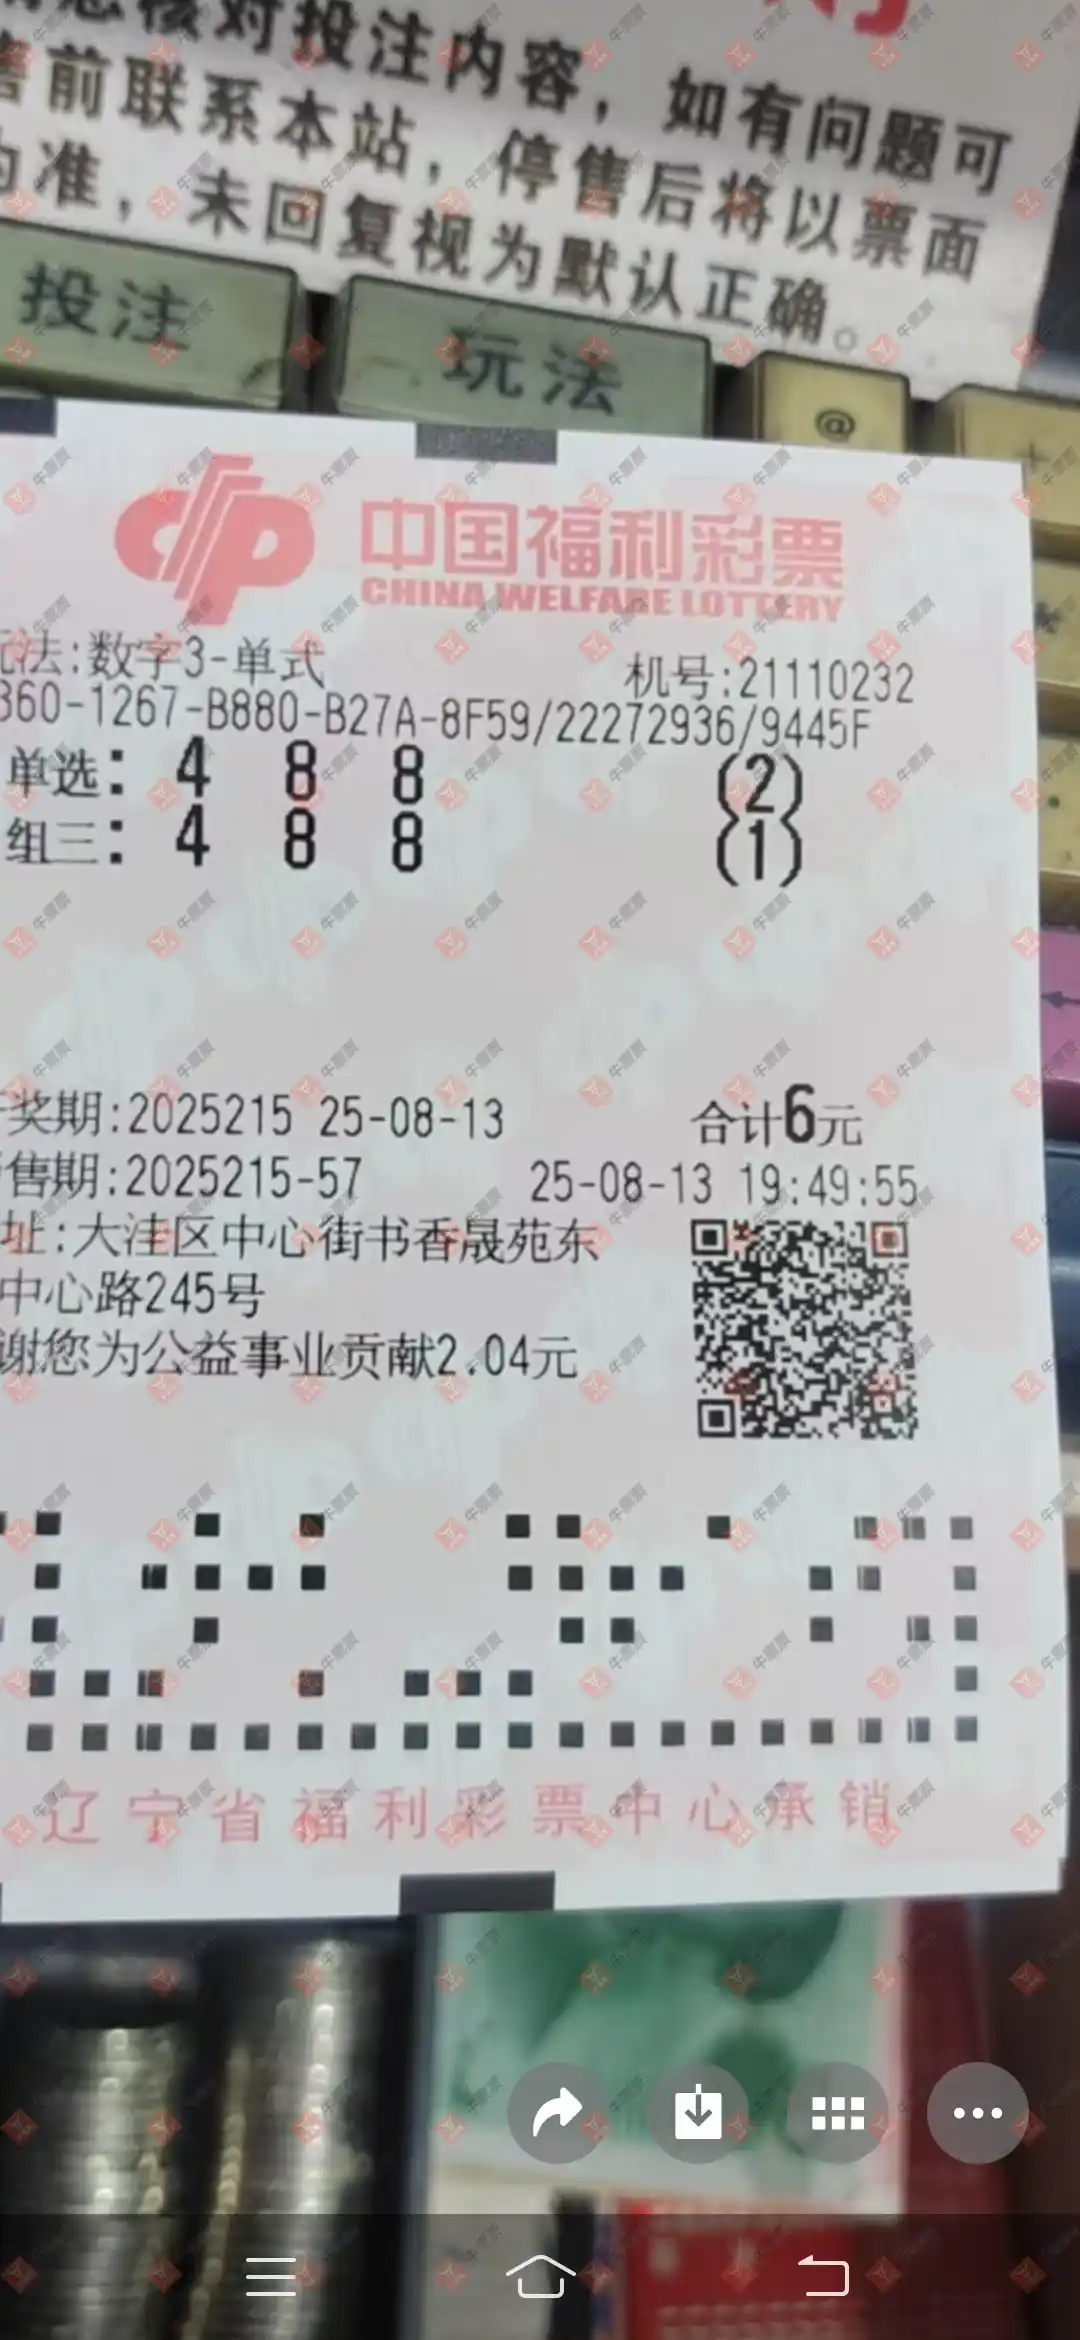 核对投注内容，如有问题可
售前联系本站，停售后将以票面
为准，未回复视为默认正确。
投注 玩法 @
中国福利彩票
CHINA WELFARE LOTTERY
玩法:数字3-单式 机号:21110232
360-1267-B880-B27A-8F59/22272936/9445F
单选: 4 8 8 (2)
组三: 4 8 8 (1)
奖期:2025215 25-08-13 合计6元
售期:2025215-57 25-08-13 19:49:55
址:大洼区中心街书香晟苑东
中心路245号
谢您为公益事业贡献2.04元
辽宁省福利彩票中心承销
牛票票